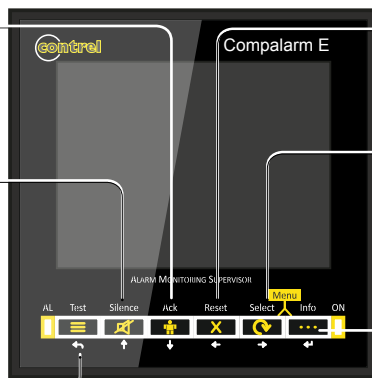 contrel
Compalarm E
ALARM MONITORING SUPERVISOR
Menu
AL Test Silence Ack Reset Select Info ON